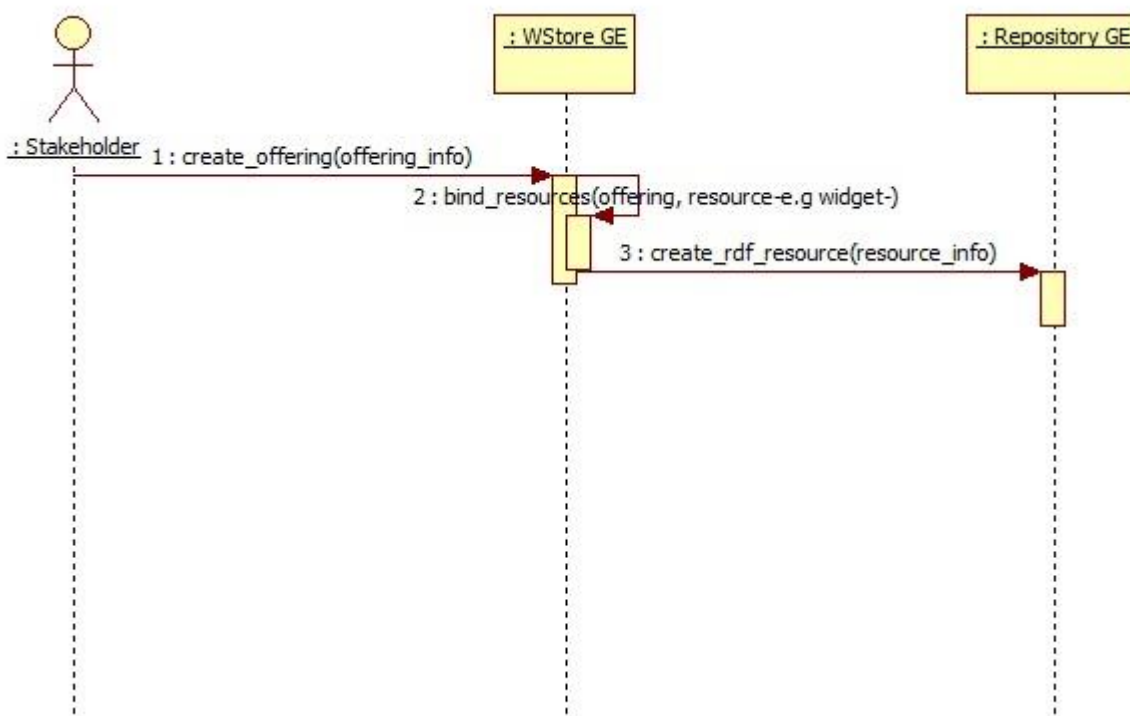 : WStore GE
: Repository GE
: Stakeholder
1 : create_offering(offering_info)
2 : bind_resources(offering, resource-e.g widget-)
3 : create_rdf_resource(resource_info)